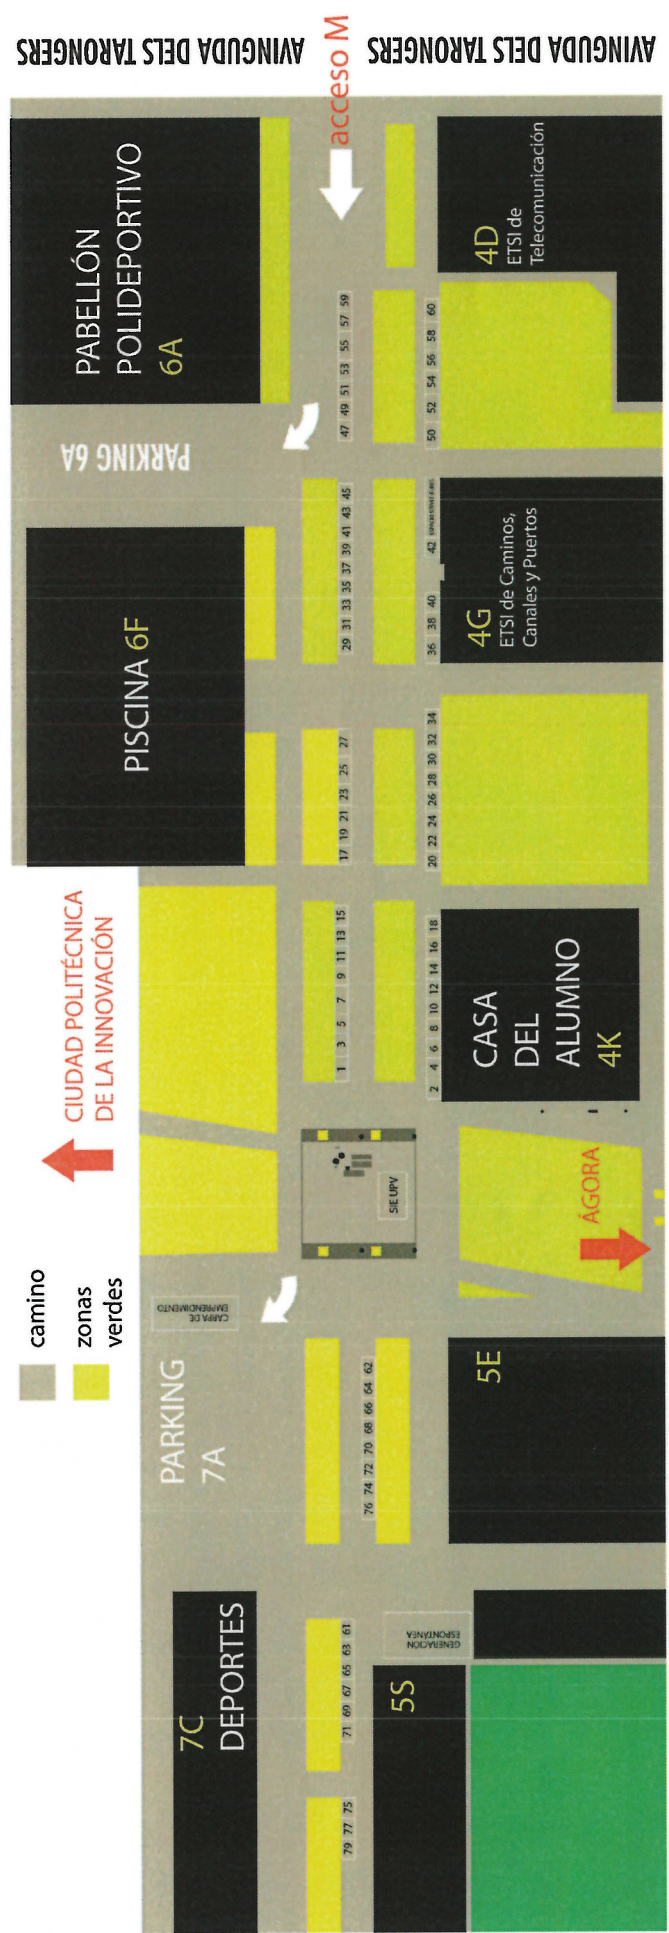 AVINGUDA DELS TARONGERS
AVINGUDA DELS TARONGERS
acceso M
PABELLÓN
POLIDEPORTIVO
6A
4D
ETSI de
Telecomunicación
47 49 51 53 55 57 59
50 52 54 56 58 60
PARKING 6A
PISCINA 6F
29 31 33 35 37 39 41 43 45
36 38 40 42
4G
ETSI de Caminos,
Canales y Puertos
17 19 21 23 25 27
20 22 24 26 28 30 32 34
CIUDAD POLITÉCNICA
DE LA INNOVACIÓN
1 3 5 7 9 11 13 15
2 4 6 8 10 12 14 16 18
CASA
DEL
ALUMNO
4K
SIE UPV
ÁGORA
camino
zonas
verdes
CARPA DE
EMPRENDIMIENTO
PARKING
7A
76 74 72 70 68 66 64 62
5E
7C
DEPORTES
71 69 67 65 63 61
GENERACIÓN
ESPONTÁNEA
5S
79 77 75